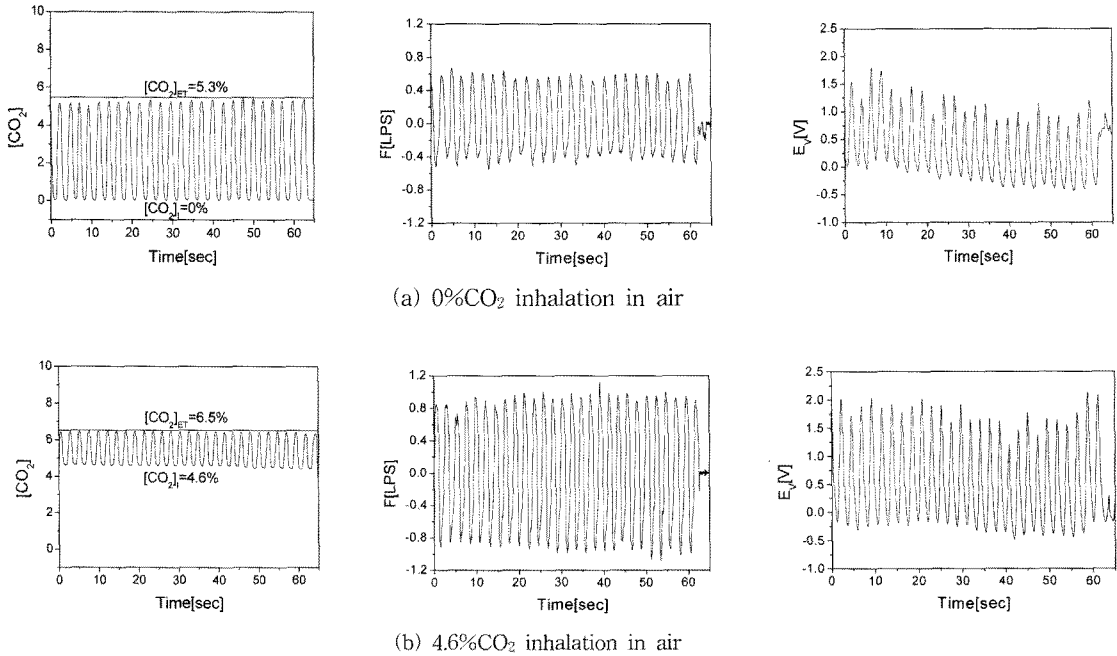 10
8
6
4
2
0
[CO₂]
[CO₂]ET=5.3%
[CO₂]I=0%
0 10 20 30 40 50 60
Time[sec]
1.2
0.8
0.4
0.0
-0.4
-0.8
-1.2
F[LPS]
0 10 20 30 40 50 60
Time[sec]
2.5
2.0
1.5
1.0
0.5
0.0
-0.5
-1.0
Ev[V]
0 10 20 30 40 50 60
Time[sec]
(a) 0%CO₂ inhalation in air
10
8
6
4
2
0
[CO₂]
[CO₂]ET=6.5%
[CO₂]I=4.6%
0 10 20 30 40 50 60
Time[sec]
1.2
0.8
0.4
0.0
-0.4
-0.8
-1.2
F[LPS]
0 10 20 30 40 50 60
Time[sec]
2.5
2.0
1.5
1.0
0.5
0.0
-0.5
-1.0
Ev[V]
0 10 20 30 40 50 60
Time[sec]
(b) 4.6%CO₂ inhalation in air